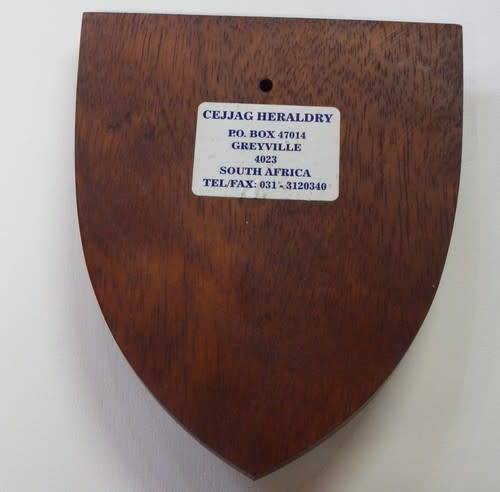 CEJJAG HERALDRY
P.O. BOX 47014
GREYVILLE
4023
SOUTH AFRICA
TEL/FAX: 031 - 3120340